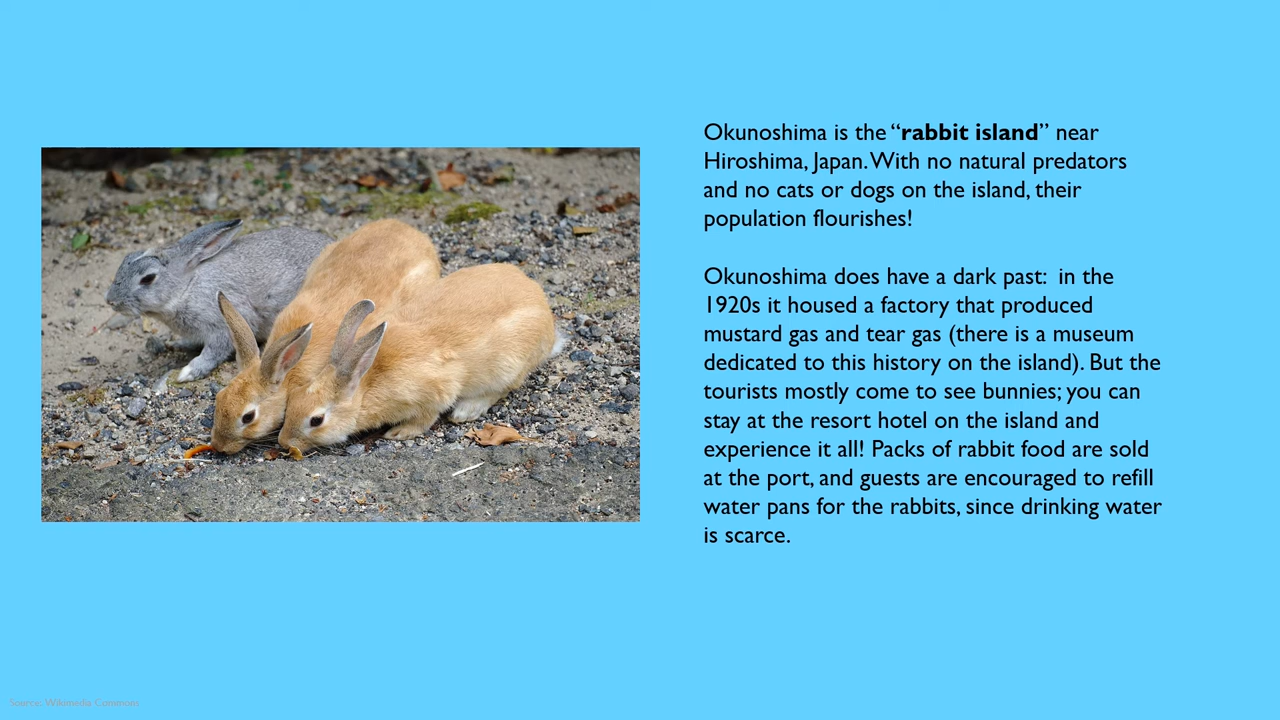 Okunoshima is the “rabbit island” near
Hiroshima, Japan. With no natural predators
and no cats or dogs on the island, their
population flourishes!
Okunoshima does have a dark past:  in the
1920s it housed a factory that produced
mustard gas and tear gas (there is a museum
dedicated to this history on the island). But the
tourists mostly come to see bunnies; you can
stay at the resort hotel on the island and
experience it all! Packs of rabbit food are sold
at the port, and guests are encouraged to refill
water pans for the rabbits, since drinking water
is scarce.
Source: Wikimedia Commons